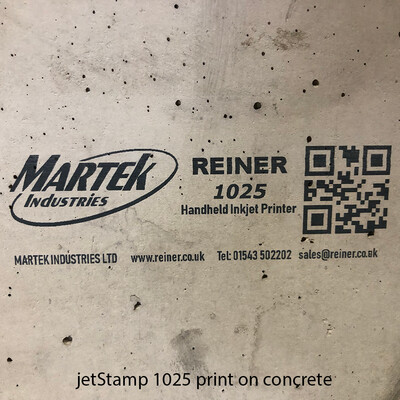 MARTEK
INDUSTRIES
REINER
1025
Handheld Inkjet Printer
MARTEK INDUSTRIES LTD www.reiner.co.uk Tel: 01543 502202 sales@reiner.co.uk
jetStamp 1025 print on concrete